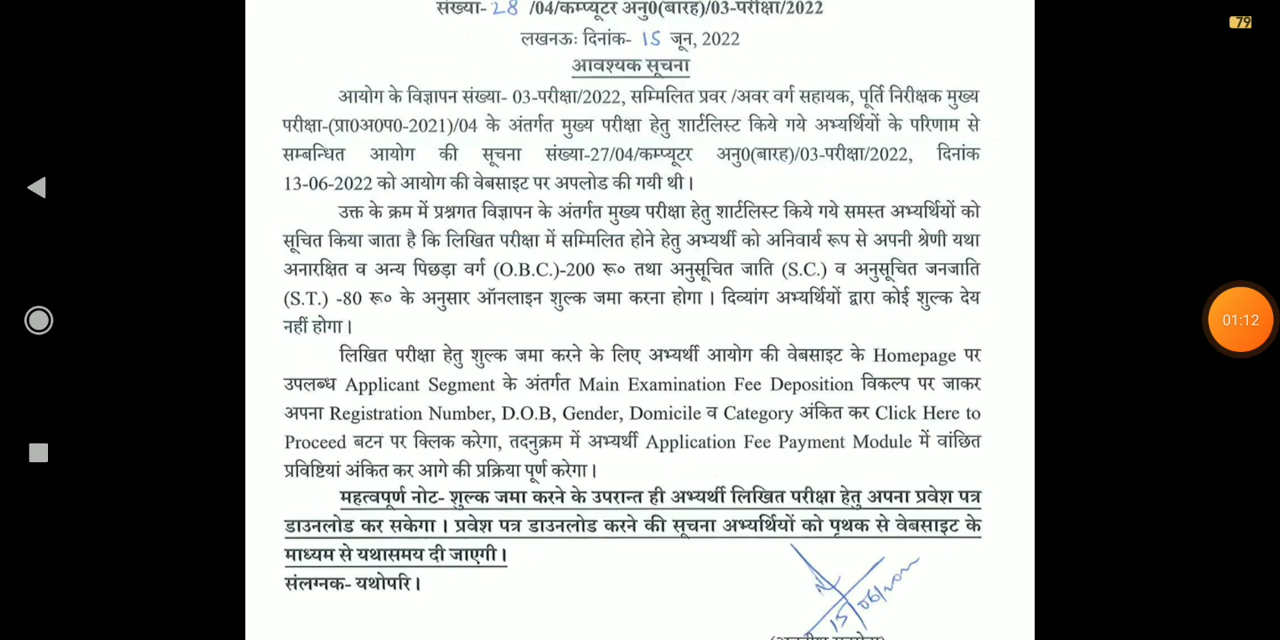 संख्या- 28 /04/कम्प्यूटर अनु0(बारह)/03-परीक्षा/2022
लखनऊः दिनांक- 15 जून, 2022
आवश्यक सूचना
आयोग के विज्ञापन संख्या- 03-परीक्षा/2022, सम्मिलित प्रवर /अवर वर्ग सहायक, पूर्ति निरीक्षक मुख्य
परीक्षा-(प्रा0अ0प0-2021)/04 के अंतर्गत मुख्य परीक्षा हेतु शार्टलिस्ट किये गये अभ्यर्थियों के परिणाम से
सम्बन्धित आयोग की सूचना संख्या-27/04/कम्प्यूटर अनु0(बारह)/03-परीक्षा/2022, दिनांक
13-06-2022 को आयोग की वेबसाइट पर अपलोड की गयी थी।
उक्त के क्रम में प्रश्नगत विज्ञापन के अंतर्गत मुख्य परीक्षा हेतु शार्टलिस्ट किये गये समस्त अभ्यर्थियों को
सूचित किया जाता है कि लिखित परीक्षा में सम्मिलित होने हेतु अभ्यर्थी को अनिवार्य रूप से अपनी श्रेणी यथा
अनारक्षित व अन्य पिछड़ा वर्ग (O.B.C.)-200 रू० तथा अनुसूचित जाति (S.C.) व अनुसूचित जनजाति
(S.T.) -80 रू० के अनुसार ऑनलाइन शुल्क जमा करना होगा। दिव्यांग अभ्यर्थियों द्वारा कोई शुल्क देय
नहीं होगा।
लिखित परीक्षा हेतु शुल्क जमा करने के लिए अभ्यर्थी आयोग की वेबसाइट के Homepage पर
उपलब्ध Applicant Segment के अंतर्गत Main Examination Fee Deposition विकल्प पर जाकर
अपना Registration Number, D.O.B, Gender, Domicile व Category अंकित कर Click Here to
Proceed बटन पर क्लिक करेगा, तदनुक्रम में अभ्यर्थी Application Fee Payment Module में वांछित
प्रविष्टियां अंकित कर आगे की प्रक्रिया पूर्ण करेगा।
महत्वपूर्ण नोट- शुल्क जमा करने के उपरान्त ही अभ्यर्थी लिखित परीक्षा हेतु अपना प्रवेश पत्र
डाउनलोड कर सकेगा। प्रवेश पत्र डाउनलोड करने की सूचना अभ्यर्थियों को पृथक से वेबसाइट के
माध्यम से यथासमय दी जाएगी।
संलग्नक- यथोपरि।
79
01:12